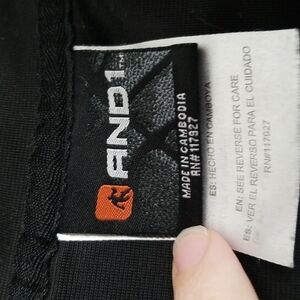 AND1™
MADE IN CAMBODIA
RN# 117927
ES: HECHO EN CAMBOYA
EN: SEE REVERSE FOR CARE
ES: VER EL REVERSO PARA EL CUIDADO
RN#117927